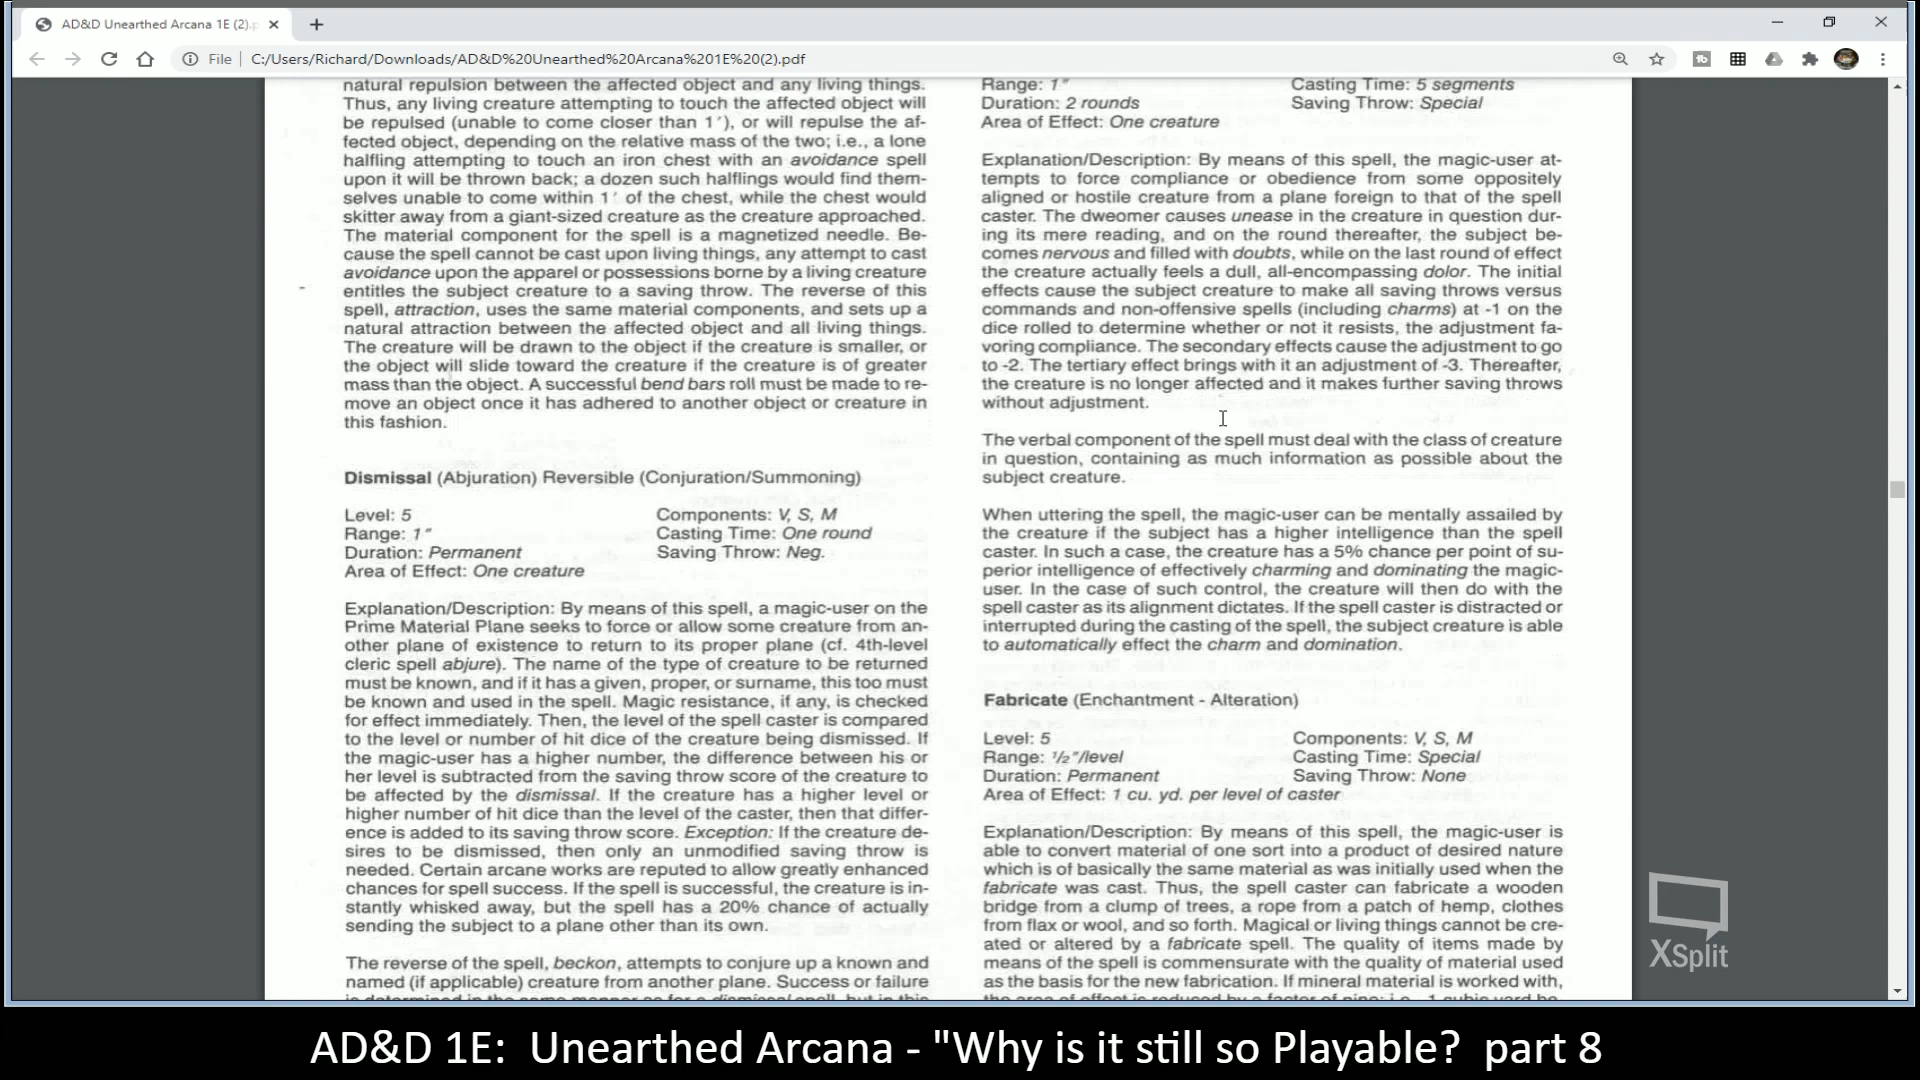 AD&D Unearthed Arcana 1E (2).p
File
C:/Users/Richard/Downloads/AD&D%20Unearthed%20Arcana%201E%20(2).pdf
natural repulsion between the affected object and any living things.
Thus, any living creature attempting to touch the affected object will
be repulsed (unable to come closer than 1′), or will repulse the af-
fected object, depending on the relative mass of the two; i.e., a lone
halfling attempting to touch an iron chest with an avoidance spell
upon it will be thrown back; a dozen such halflings would find them-
selves unable to come within 1′ of the chest, while the chest would
skitter away from a giant-sized creature as the creature approached.
The material component for the spell is a magnetized needle. Be-
cause the spell cannot be cast upon living things, any attempt to cast
avoidance upon the apparel or possessions borne by a living creature
entitles the subject creature to a saving throw. The reverse of this
spell, attraction, uses the same material components, and sets up a
natural attraction between the affected object and all living things.
The creature will be drawn to the object if the creature is smaller, or
the object will slide toward the creature if the creature is of greater
mass than the object. A successful bend bars roll must be made to re-
move an object once it has adhered to another object or creature in
this fashion.
Dismissal (Abjuration) Reversible (Conjuration/Summoning)
Level: 5 Components: V, S, M
Range: 1″ Casting Time: One round
Duration: Permanent Saving Throw: Neg.
Area of Effect: One creature
Explanation/Description: By means of this spell, a magic-user on the
Prime Material Plane seeks to force or allow some creature from an-
other plane of existence to return to its proper plane (cf. 4th-level
cleric spell abjure). The name of the type of creature to be returned
must be known, and if it has a given, proper, or surname, this too must
be known and used in the spell. Magic resistance, if any, is checked
for effect immediately. Then, the level of the spell caster is compared
to the level or number of hit dice of the creature being dismissed. If
the magic-user has a higher number, the difference between his or
her level is subtracted from the saving throw score of the creature to
be affected by the dismissal. If the creature has a higher level or
higher number of hit dice than the level of the caster, then that differ-
ence is added to its saving throw score. Exception: If the creature de-
sires to be dismissed, then only an unmodified saving throw is
needed. Certain arcane works are reputed to allow greatly enhanced
chances for spell success. If the spell is successful, the creature is in-
stantly whisked away, but the spell has a 20% chance of actually
sending the subject to a plane other than its own.
The reverse of the spell, beckon, attempts to conjure up a known and
named (if applicable) creature from another plane. Success or failure
is determined in the same manner as for a dismissal spell, but in this
Range: 1″ Casting Time: 5 segments
Duration: 2 rounds Saving Throw: Special
Area of Effect: One creature
Explanation/Description: By means of this spell, the magic-user at-
tempts to force compliance or obedience from some oppositely
aligned or hostile creature from a plane foreign to that of the spell
caster. The dweomer causes unease in the creature in question dur-
ing its mere reading, and on the round thereafter, the subject be-
comes nervous and filled with doubts, while on the last round of effect
the creature actually feels a dull, all-encompassing dolor. The initial
effects cause the subject creature to make all saving throws versus
commands and non-offensive spells (including charms) at -1 on the
dice rolled to determine whether or not it resists, the adjustment fa-
voring compliance. The secondary effects cause the adjustment to go
to -2. The tertiary effect brings with it an adjustment of -3. Thereafter,
the creature is no longer affected and it makes further saving throws
without adjustment.
The verbal component of the spell must deal with the class of creature
in question, containing as much information as possible about the
subject creature.
When uttering the spell, the magic-user can be mentally assailed by
the creature if the subject has a higher intelligence than the spell
caster. In such a case, the creature has a 5% chance per point of su-
perior intelligence of effectively charming and dominating the magic-
user. In the case of such control, the creature will then do with the
spell caster as its alignment dictates. If the spell caster is distracted or
interrupted during the casting of the spell, the subject creature is able
to automatically effect the charm and domination.
Fabricate (Enchantment - Alteration)
Level: 5 Components: V, S, M
Range: ½″/level Casting Time: Special
Duration: Permanent Saving Throw: None
Area of Effect: 1 cu. yd. per level of caster
Explanation/Description: By means of this spell, the magic-user is
able to convert material of one sort into a product of desired nature
which is of basically the same material as was initially used when the
fabricate was cast. Thus, the spell caster can fabricate a wooden
bridge from a clump of trees, a rope from a patch of hemp, clothes
from flax or wool, and so forth. Magical or living things cannot be cre-
ated or altered by a fabricate spell. The quality of items made by
means of the spell is commensurate with the quality of material used
as the basis for the new fabrication. If mineral material is worked with,
the area of effect is reduced by a factor of nine; i.e., 1 cubic yard be-
XSplit
AD&D 1E: Unearthed Arcana - "Why is it still so Playable? part 8